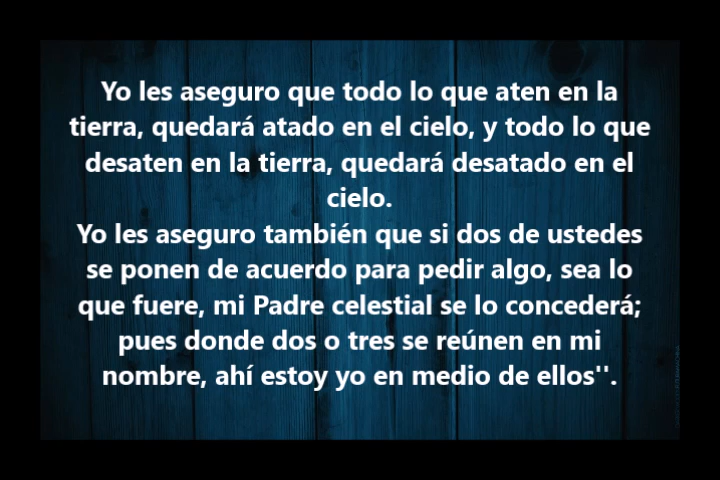 Yo les aseguro que todo lo que aten en la
tierra, quedará atado en el cielo, y todo lo que
desaten en la tierra, quedará desatado en el
cielo.
Yo les aseguro también que si dos de ustedes
se ponen de acuerdo para pedir algo, sea lo
que fuere, mi Padre celestial se lo concederá;
pues donde dos o tres se reúnen en mi
nombre, ahí estoy yo en medio de ellos''.